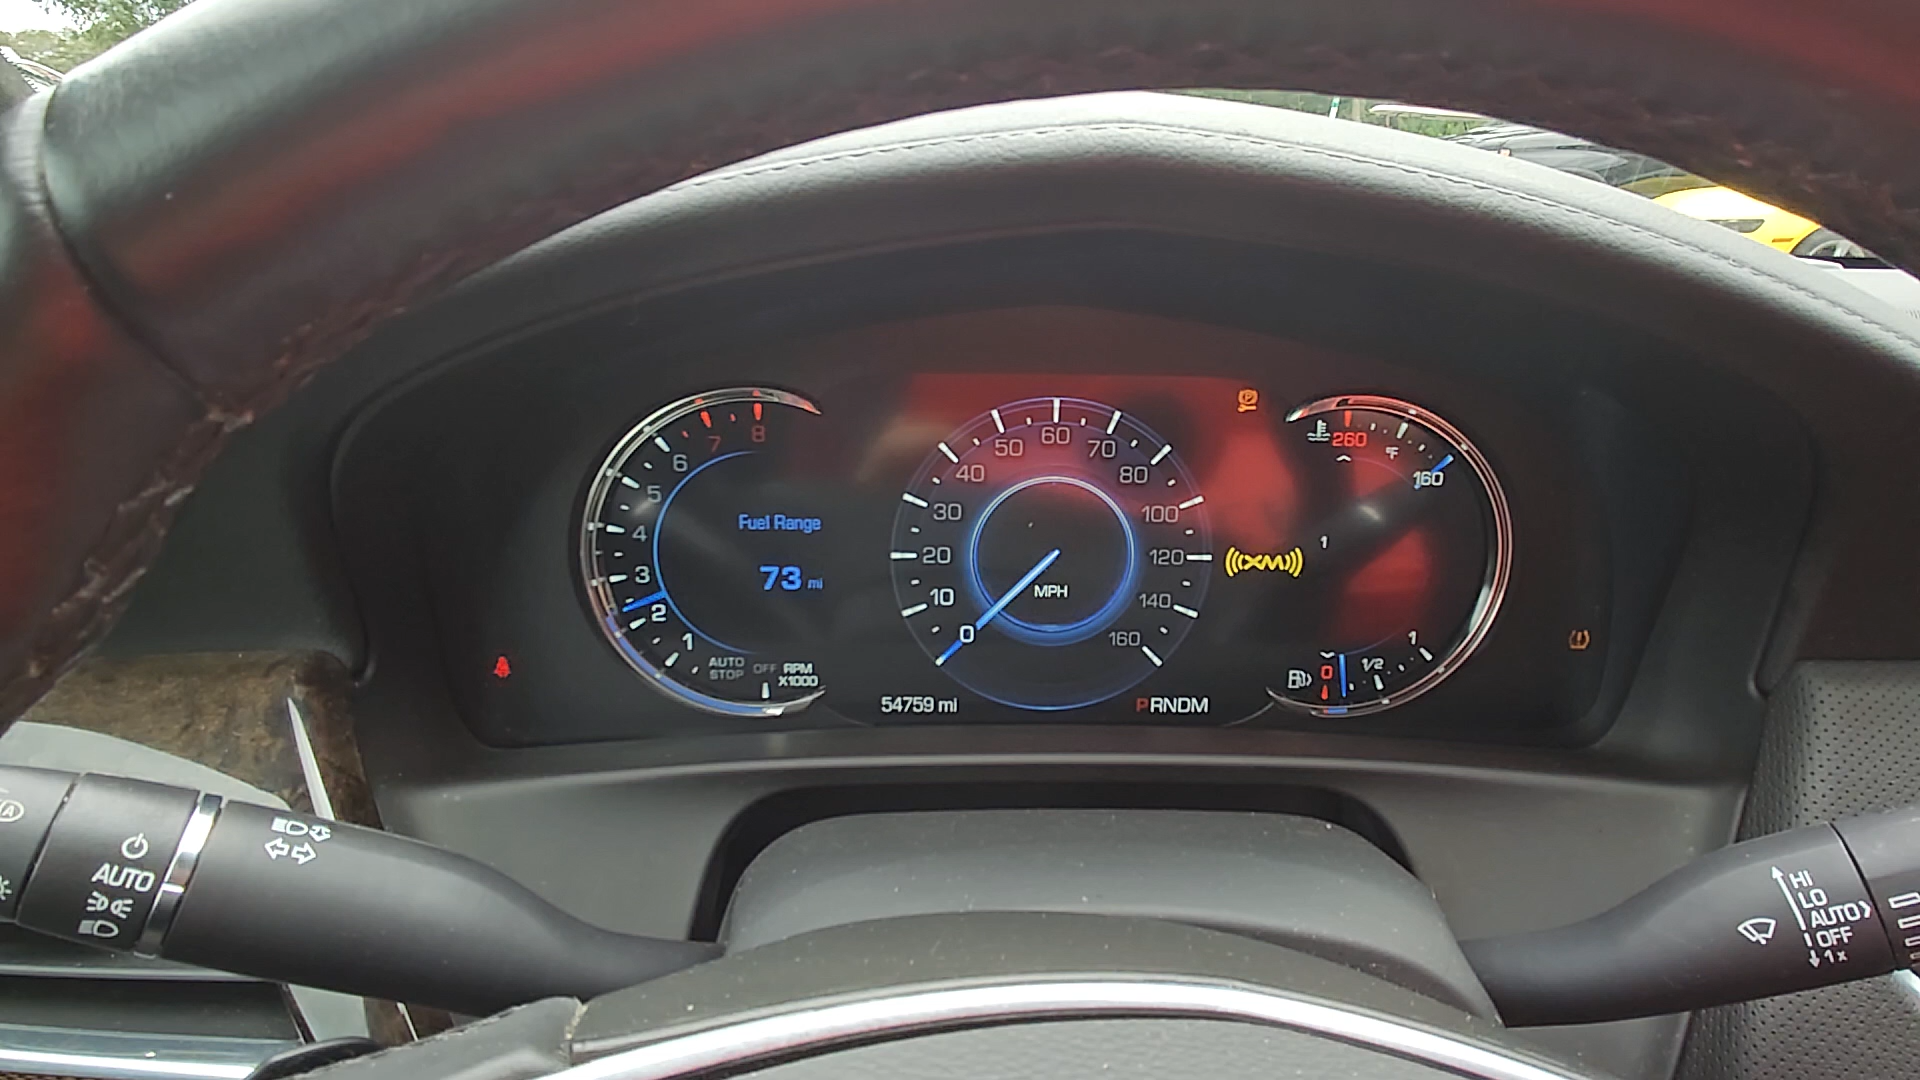 8
7
6
5
4
3
2
1
AUTO
STOP
OFF
RPM
X1000
Fuel Range
73 mi
0
10
20
30
40
50
60
70
80
100
120
140
160
MPH
54759 mi
PRNDM
P
((XM))
260
°F
160
1
0
1/2
1
A
AUTO
HI
LO
AUTO
OFF
1x